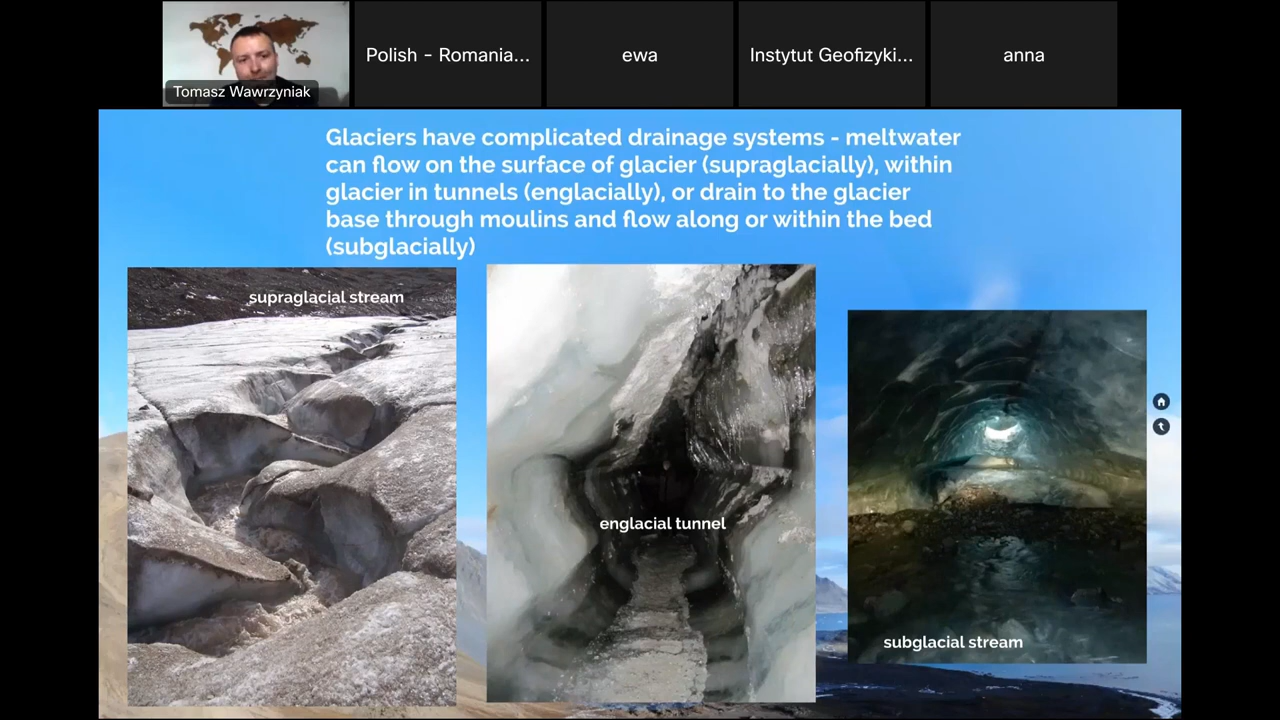 Polish - Romania...
ewa
Instytut Geofizyki...
anna
Tomasz Wawrzyniak
Glaciers have complicated drainage systems - meltwater
can flow on the surface of glacier (supraglacially), within
glacier in tunnels (englacially), or drain to the glacier
base through moulins and flow along or within the bed
(subglacially)
supraglacial stream
englacial tunnel
subglacial stream